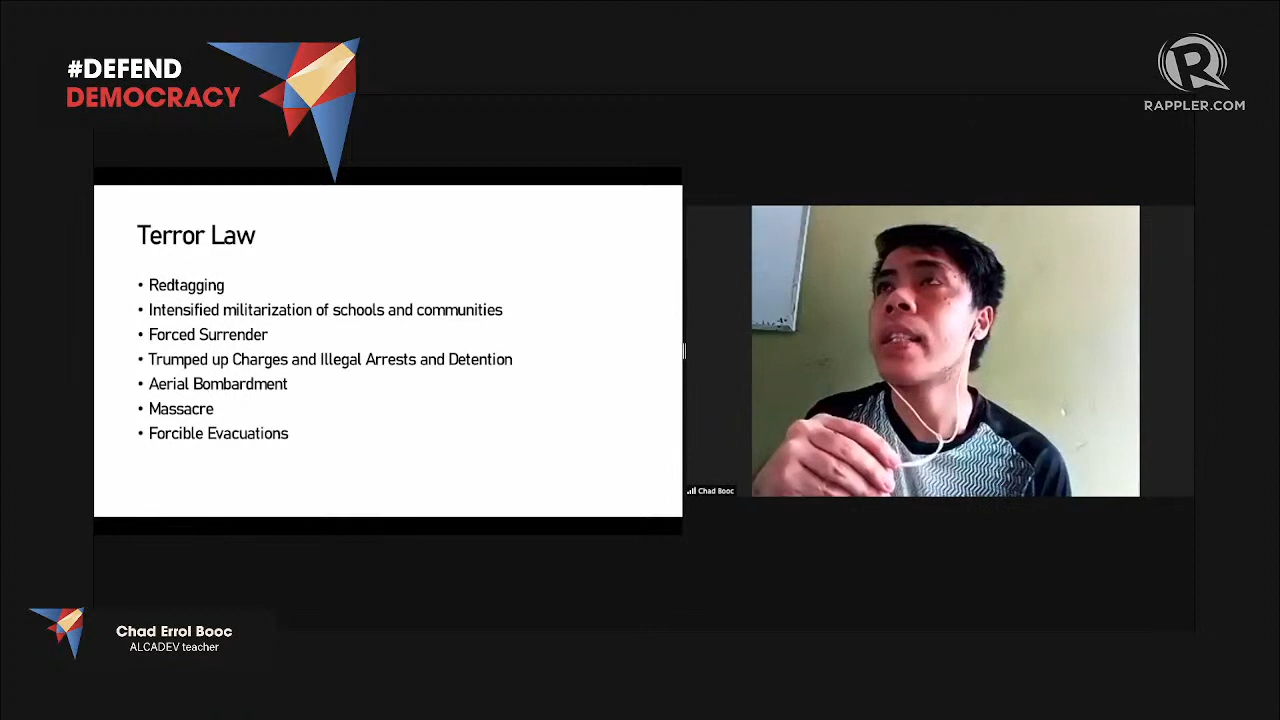 #DEFEND
DEMOCRACY
R
RAPPLER.COM
Terror Law
• Redtagging
• Intensified militarization of schools and communities
• Forced Surrender
• Trumped up Charges and Illegal Arrests and Detention
• Aerial Bombardment
• Massacre
• Forcible Evacuations
Chad Booc
Chad Errol Booc
ALCADEV teacher